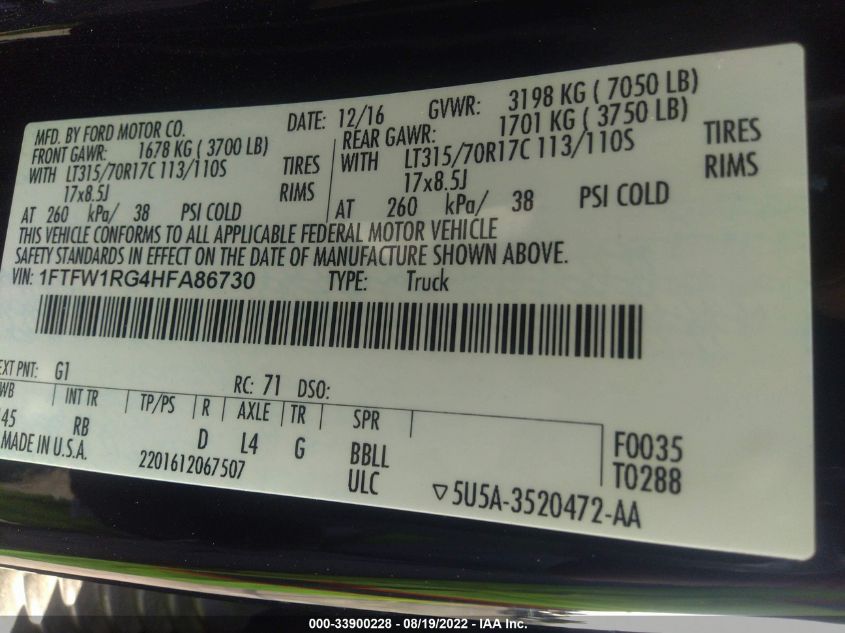 MFD. BY FORD MOTOR CO. DATE: 12/16 GVWR: 3198 KG ( 7050 LB)
FRONT GAWR: 1678 KG ( 3700 LB) REAR GAWR: 1701 KG ( 3750 LB)
WITH LT315/70R17C 113/110S TIRES WITH LT315/70R17C 113/110S TIRES
17x8.5J RIMS 17x8.5J RIMS
AT 260 kPa/ 38 PSI COLD AT 260 kPa/ 38 PSI COLD
THIS VEHICLE CONFORMS TO ALL APPLICABLE FEDERAL MOTOR VEHICLE
SAFETY STANDARDS IN EFFECT ON THE DATE OF MANUFACTURE SHOWN ABOVE.
VIN: 1FTFW1RG4HFA86730 TYPE: Truck
EXT PNT: G1 RC: 71 DSO:
WB INT TR TP/PS R AXLE TR SPR
45 RB D L4 G BBLL F0035
MADE IN U.S.A. 2201612067507 ULC T0288
▽5U5A-3520472-AA
000-33900228 - 08/19/2022 - IAA Inc.